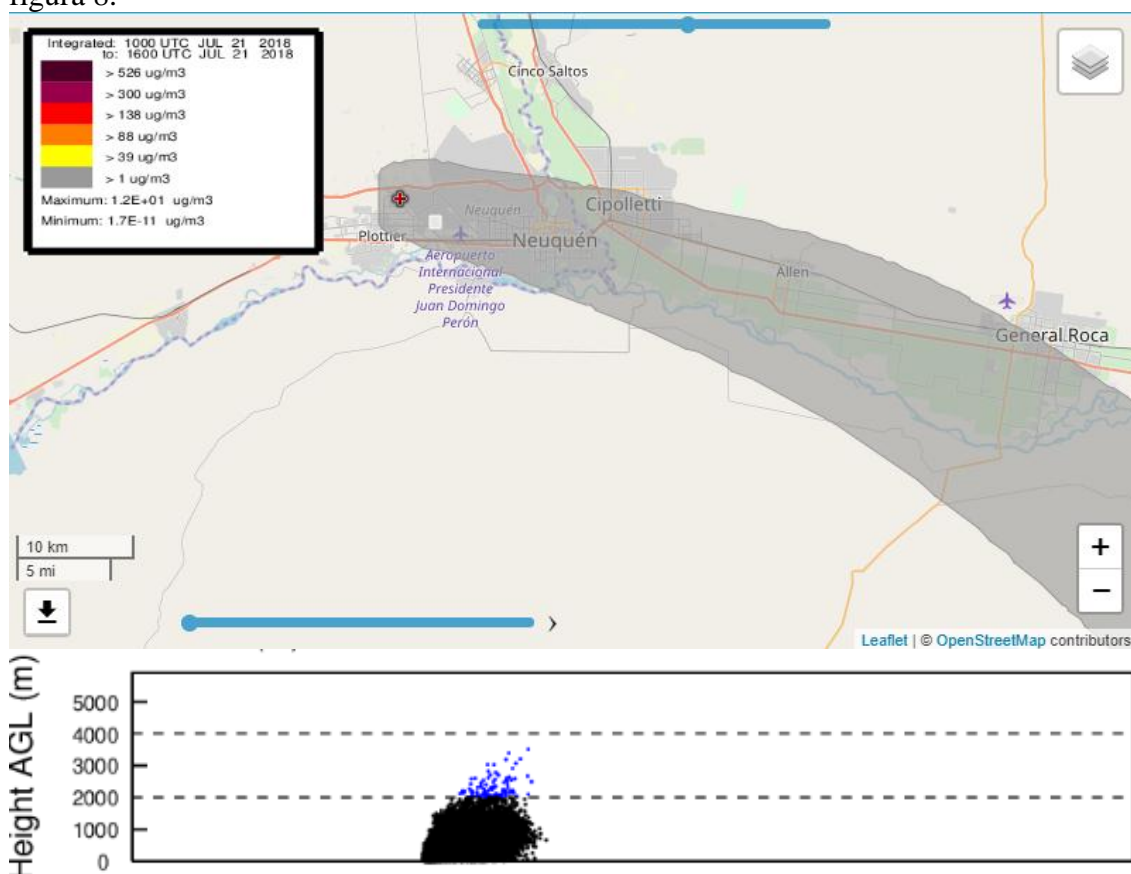 figura 8.
Integrated: 1000 UTC JUL 21 2018
to: 1600 UTC JUL 21 2018
> 526 ug/m3
> 300 ug/m3
> 138 ug/m3
> 88 ug/m3
> 39 ug/m3
> 1 ug/m3
Maximum: 1.2E+01 ug/m3
Minimum: 1.7E-11 ug/m3
Cinco Saltos
Cipolletti
Neuquén
Plottier
Neuquén
Aeropuerto
Internacional
Presidente
Juan Domingo
Perón
Allen
General Roca
10 km
5 mi
+
−
Leaflet | © OpenStreetMap contributors
Height AGL (m)
5000
4000
3000
2000
1000
0